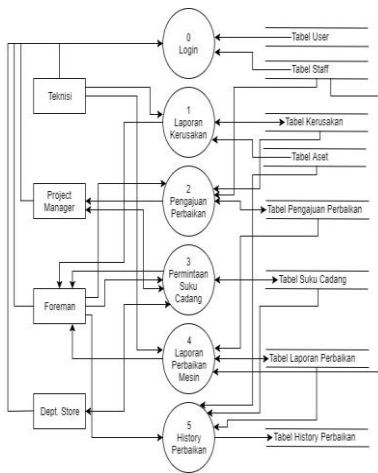 0
Login
Tabel User
Tabel Staff
Teknisi
1
Laporan
Kerusakan
Tabel Kerusakan
Tabel Aset
Project
Manager
2
Pengajuan
Perbaikan
Tabel Pengajuan Perbaikan
3
Permintaan
Suku
Cadang
Tabel Suku Cadang
Foreman
4
Laporan
Perbaikan
Mesin
Tabel Laporan Perbaikan
Dept. Store
5
History
Perbaikan
Tabel History Perbaikan